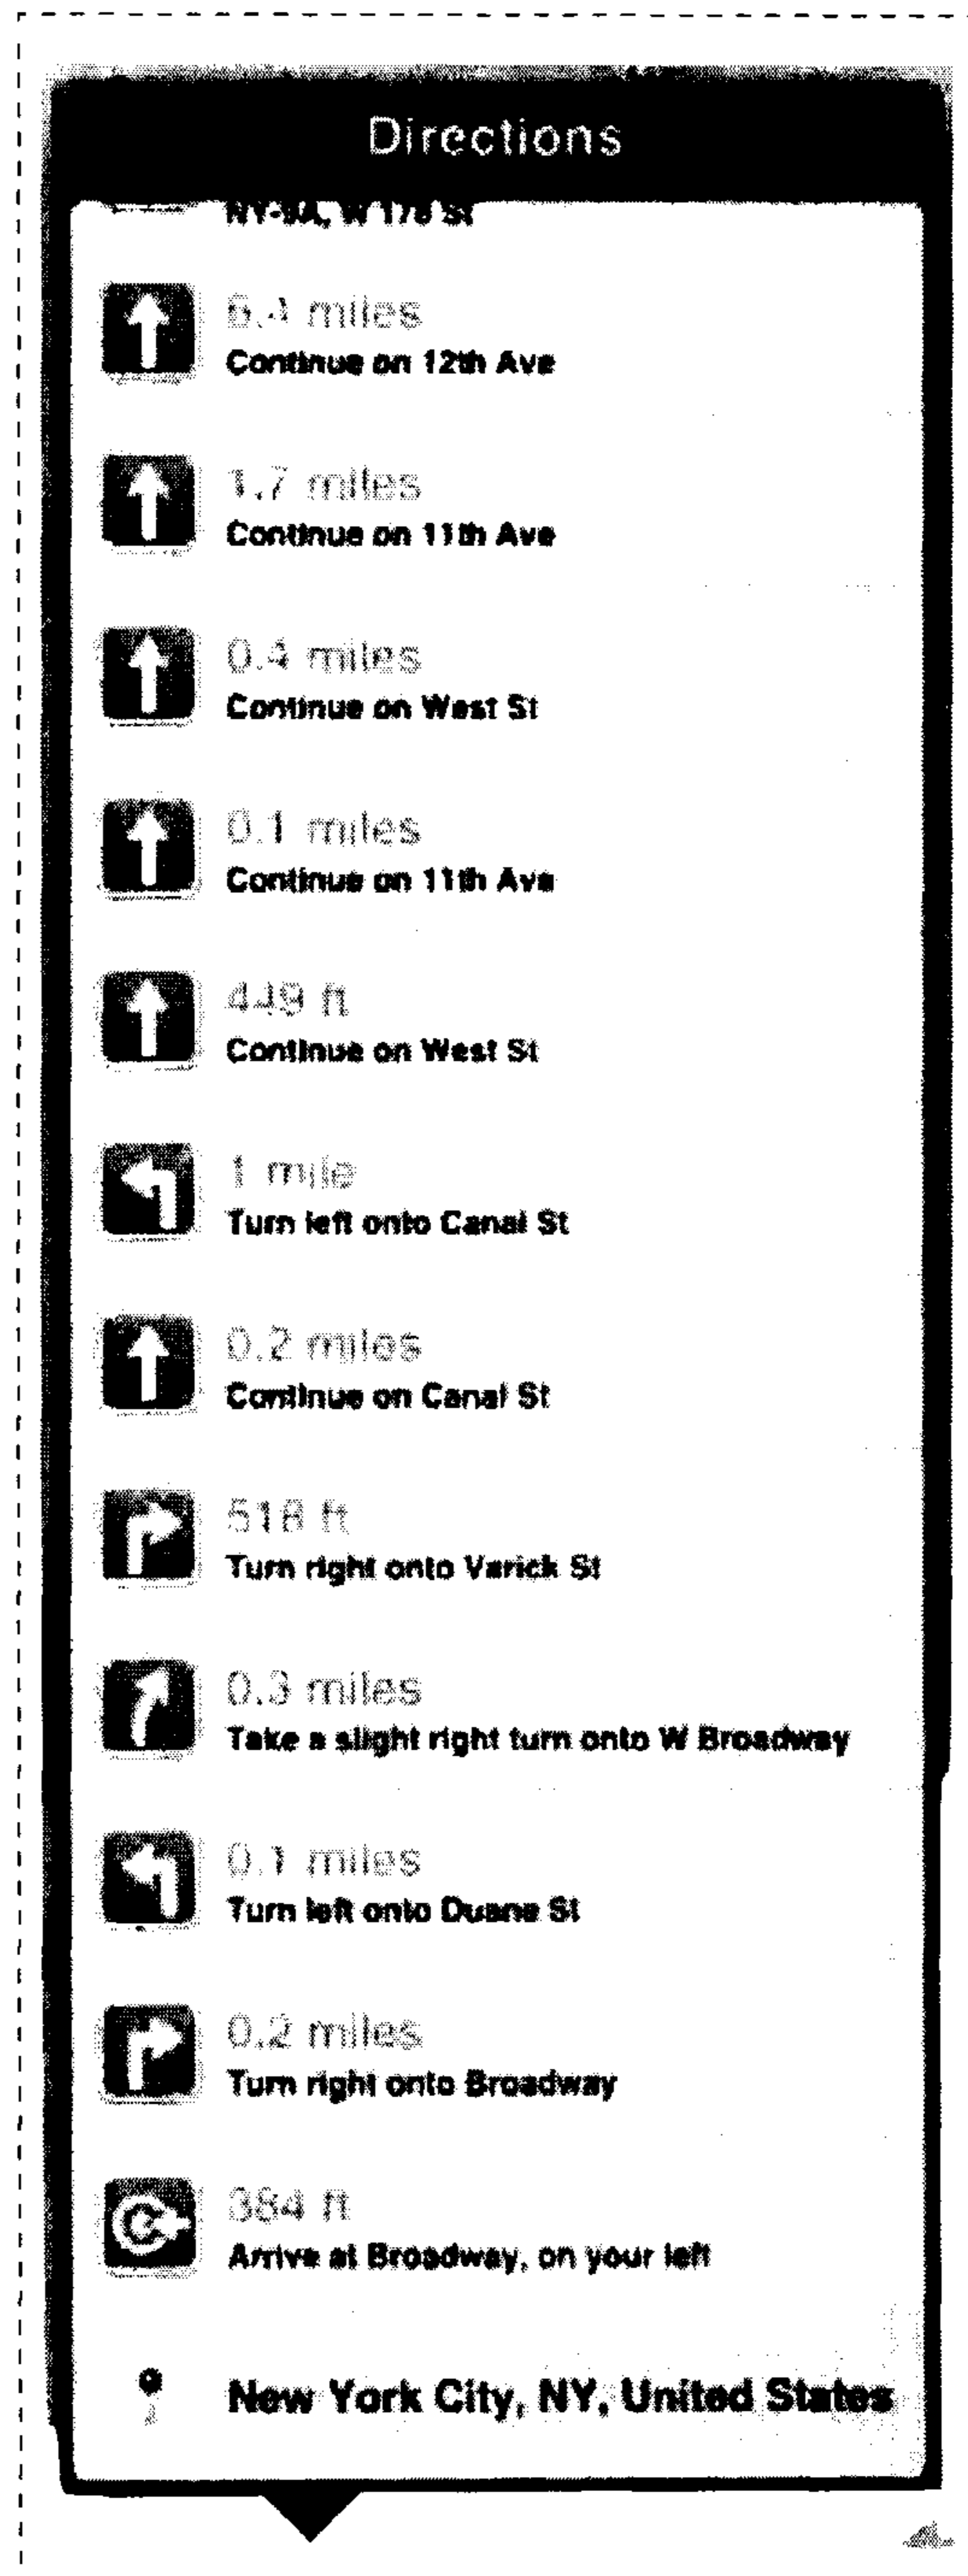 Directions
NY-9A, W 178 St
6.4 miles
Continue on 12th Ave
1.7 miles
Continue on 11th Ave
0.4 miles
Continue on West St
0.1 miles
Continue on 11th Ave
449 ft
Continue on West St
1 mile
Turn left onto Canal St
0.2 miles
Continue on Canal St
518 ft
Turn right onto Varick St
0.3 miles
Take a slight right turn onto W Broadway
0.1 miles
Turn left onto Duane St
0.2 miles
Turn right onto Broadway
384 ft
Arrive at Broadway, on your left
New York City, NY, United States